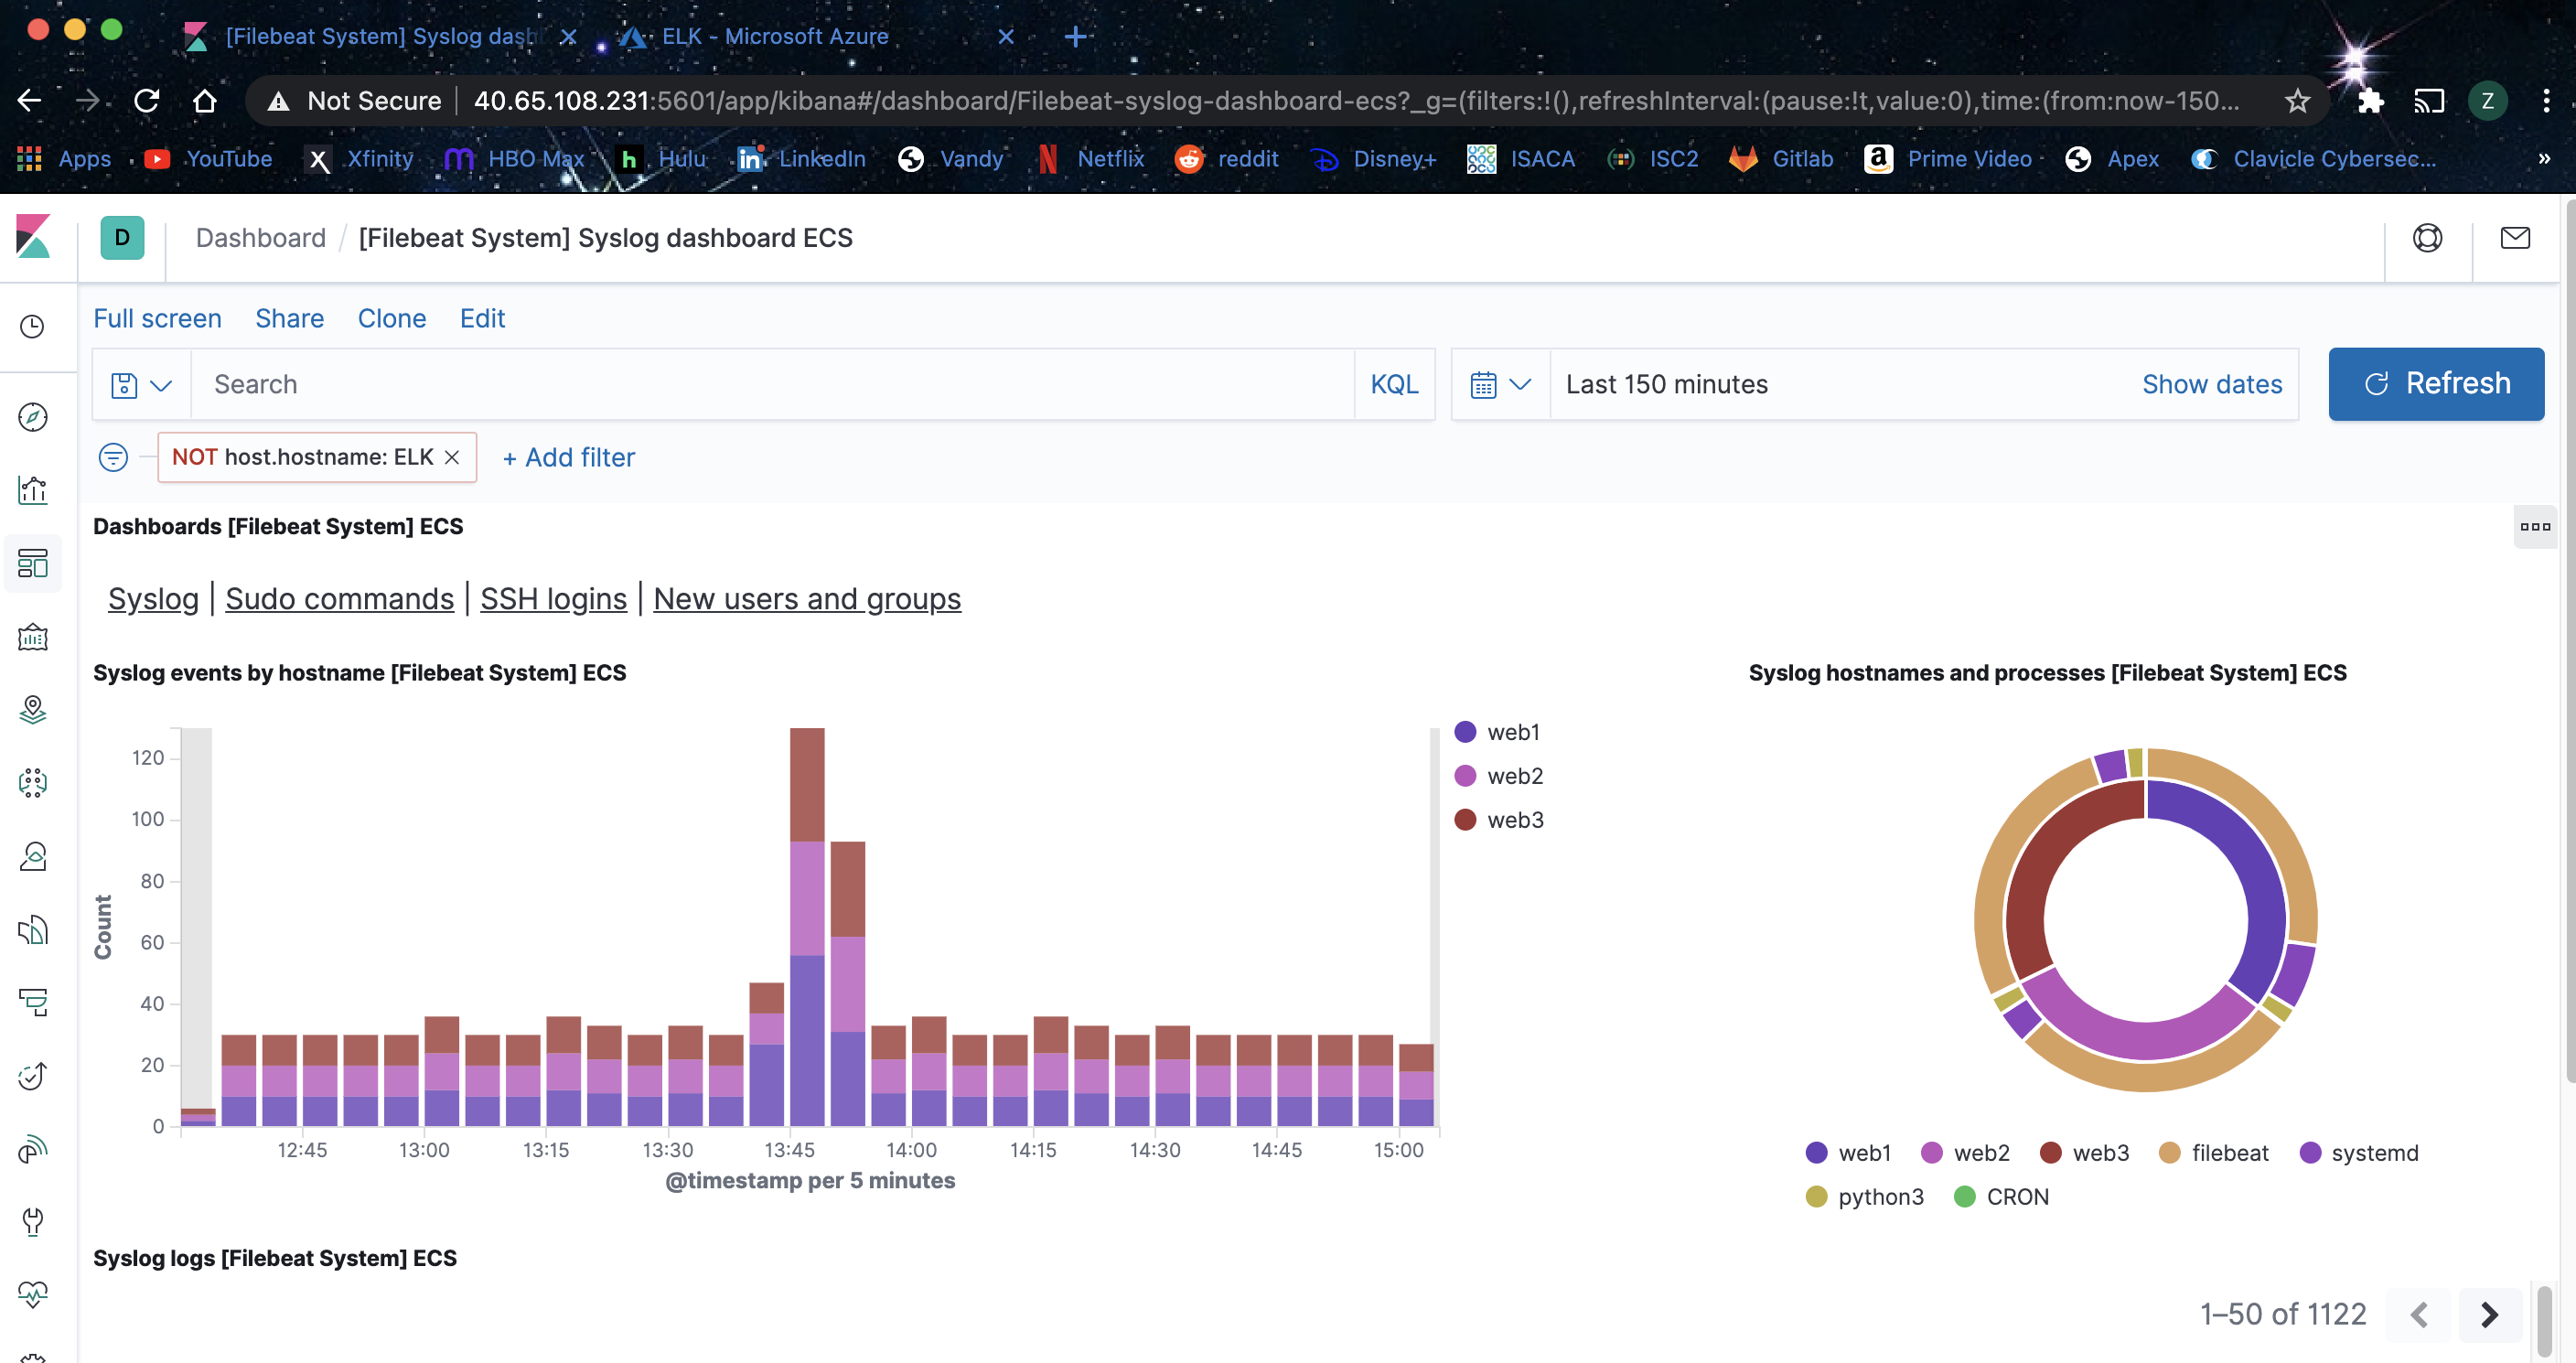 [Filebeat System] Syslog dash
ELK - Microsoft Azure
Not Secure 40.65.108.231:5601/app/kibana#/dashboard/Filebeat-syslog-dashboard-ecs?_g=(filters:!(),refreshInterval:(pause:!t,value:0),time:(from:now-150...
Z
Apps YouTube Xfinity HBO Max Hulu LinkedIn Vandy Netflix reddit Disney+ ISACA ISC2 Gitlab Prime Video Apex Clavicle Cybersec... »
D Dashboard / [Filebeat System] Syslog dashboard ECS
Full screen Share Clone Edit
Search KQL Last 150 minutes Show dates Refresh
NOT host.hostname: ELK × + Add filter
Dashboards [Filebeat System] ECS
Syslog | Sudo commands | SSH logins | New users and groups
Syslog events by hostname [Filebeat System] ECS
120
100
80
60
40
20
0
Count
12:45 13:00 13:15 13:30 13:45 14:00 14:15 14:30 14:45 15:00
@timestamp per 5 minutes
web1
web2
web3
Syslog hostnames and processes [Filebeat System] ECS
web1 web2 web3 filebeat systemd
python3 CRON
Syslog logs [Filebeat System] ECS
1–50 of 1122